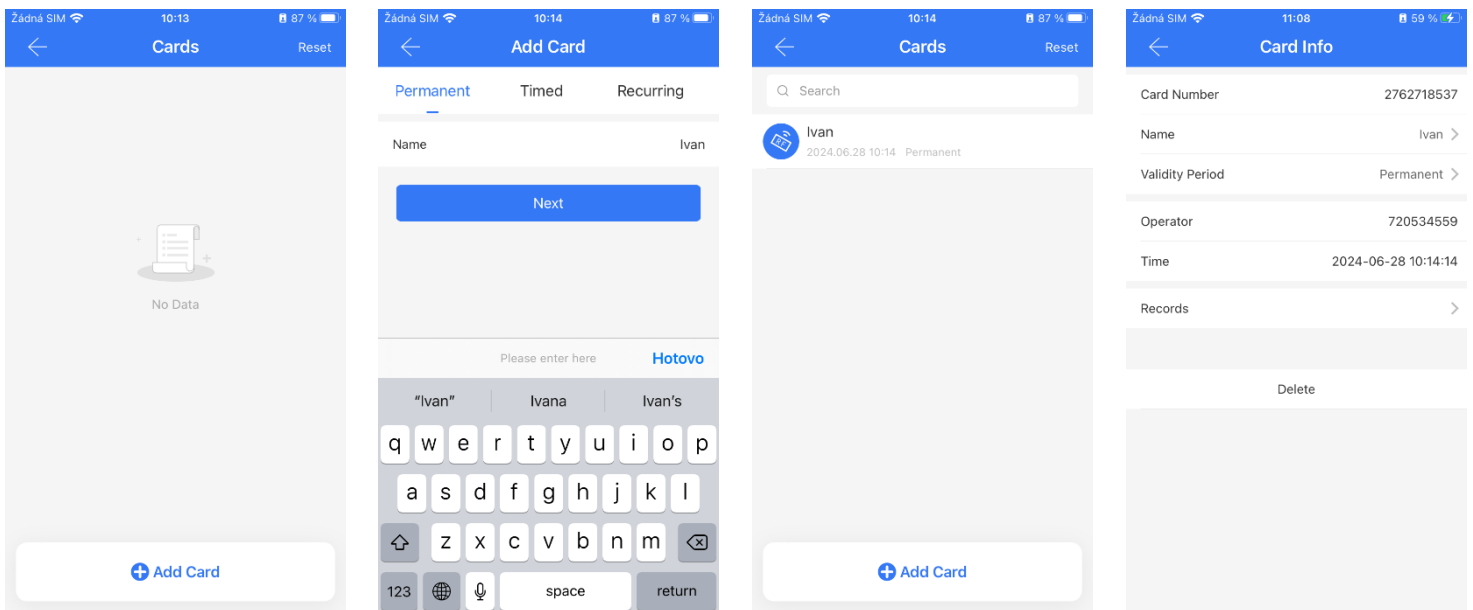 Žádná SIM 10:13 87 %
Cards Reset
No Data
Add Card
Žádná SIM 10:14 87 %
Add Card
Permanent Timed Recurring
Name Ivan
Next
Please enter here Hotovo
"Ivan" Ivana Ivan's
q w e r t y u i o p
a s d f g h j k l
z x c v b n m
123 space return
Žádná SIM 10:14 87 %
Cards Reset
Search
Ivan
2024.06.28 10:14 Permanent
Add Card
Žádná SIM 11:08 59 %
Card Info
Card Number 2762718537
Name Ivan
Validity Period Permanent
Operator 720534559
Time 2024-06-28 10:14:14
Records
Delete